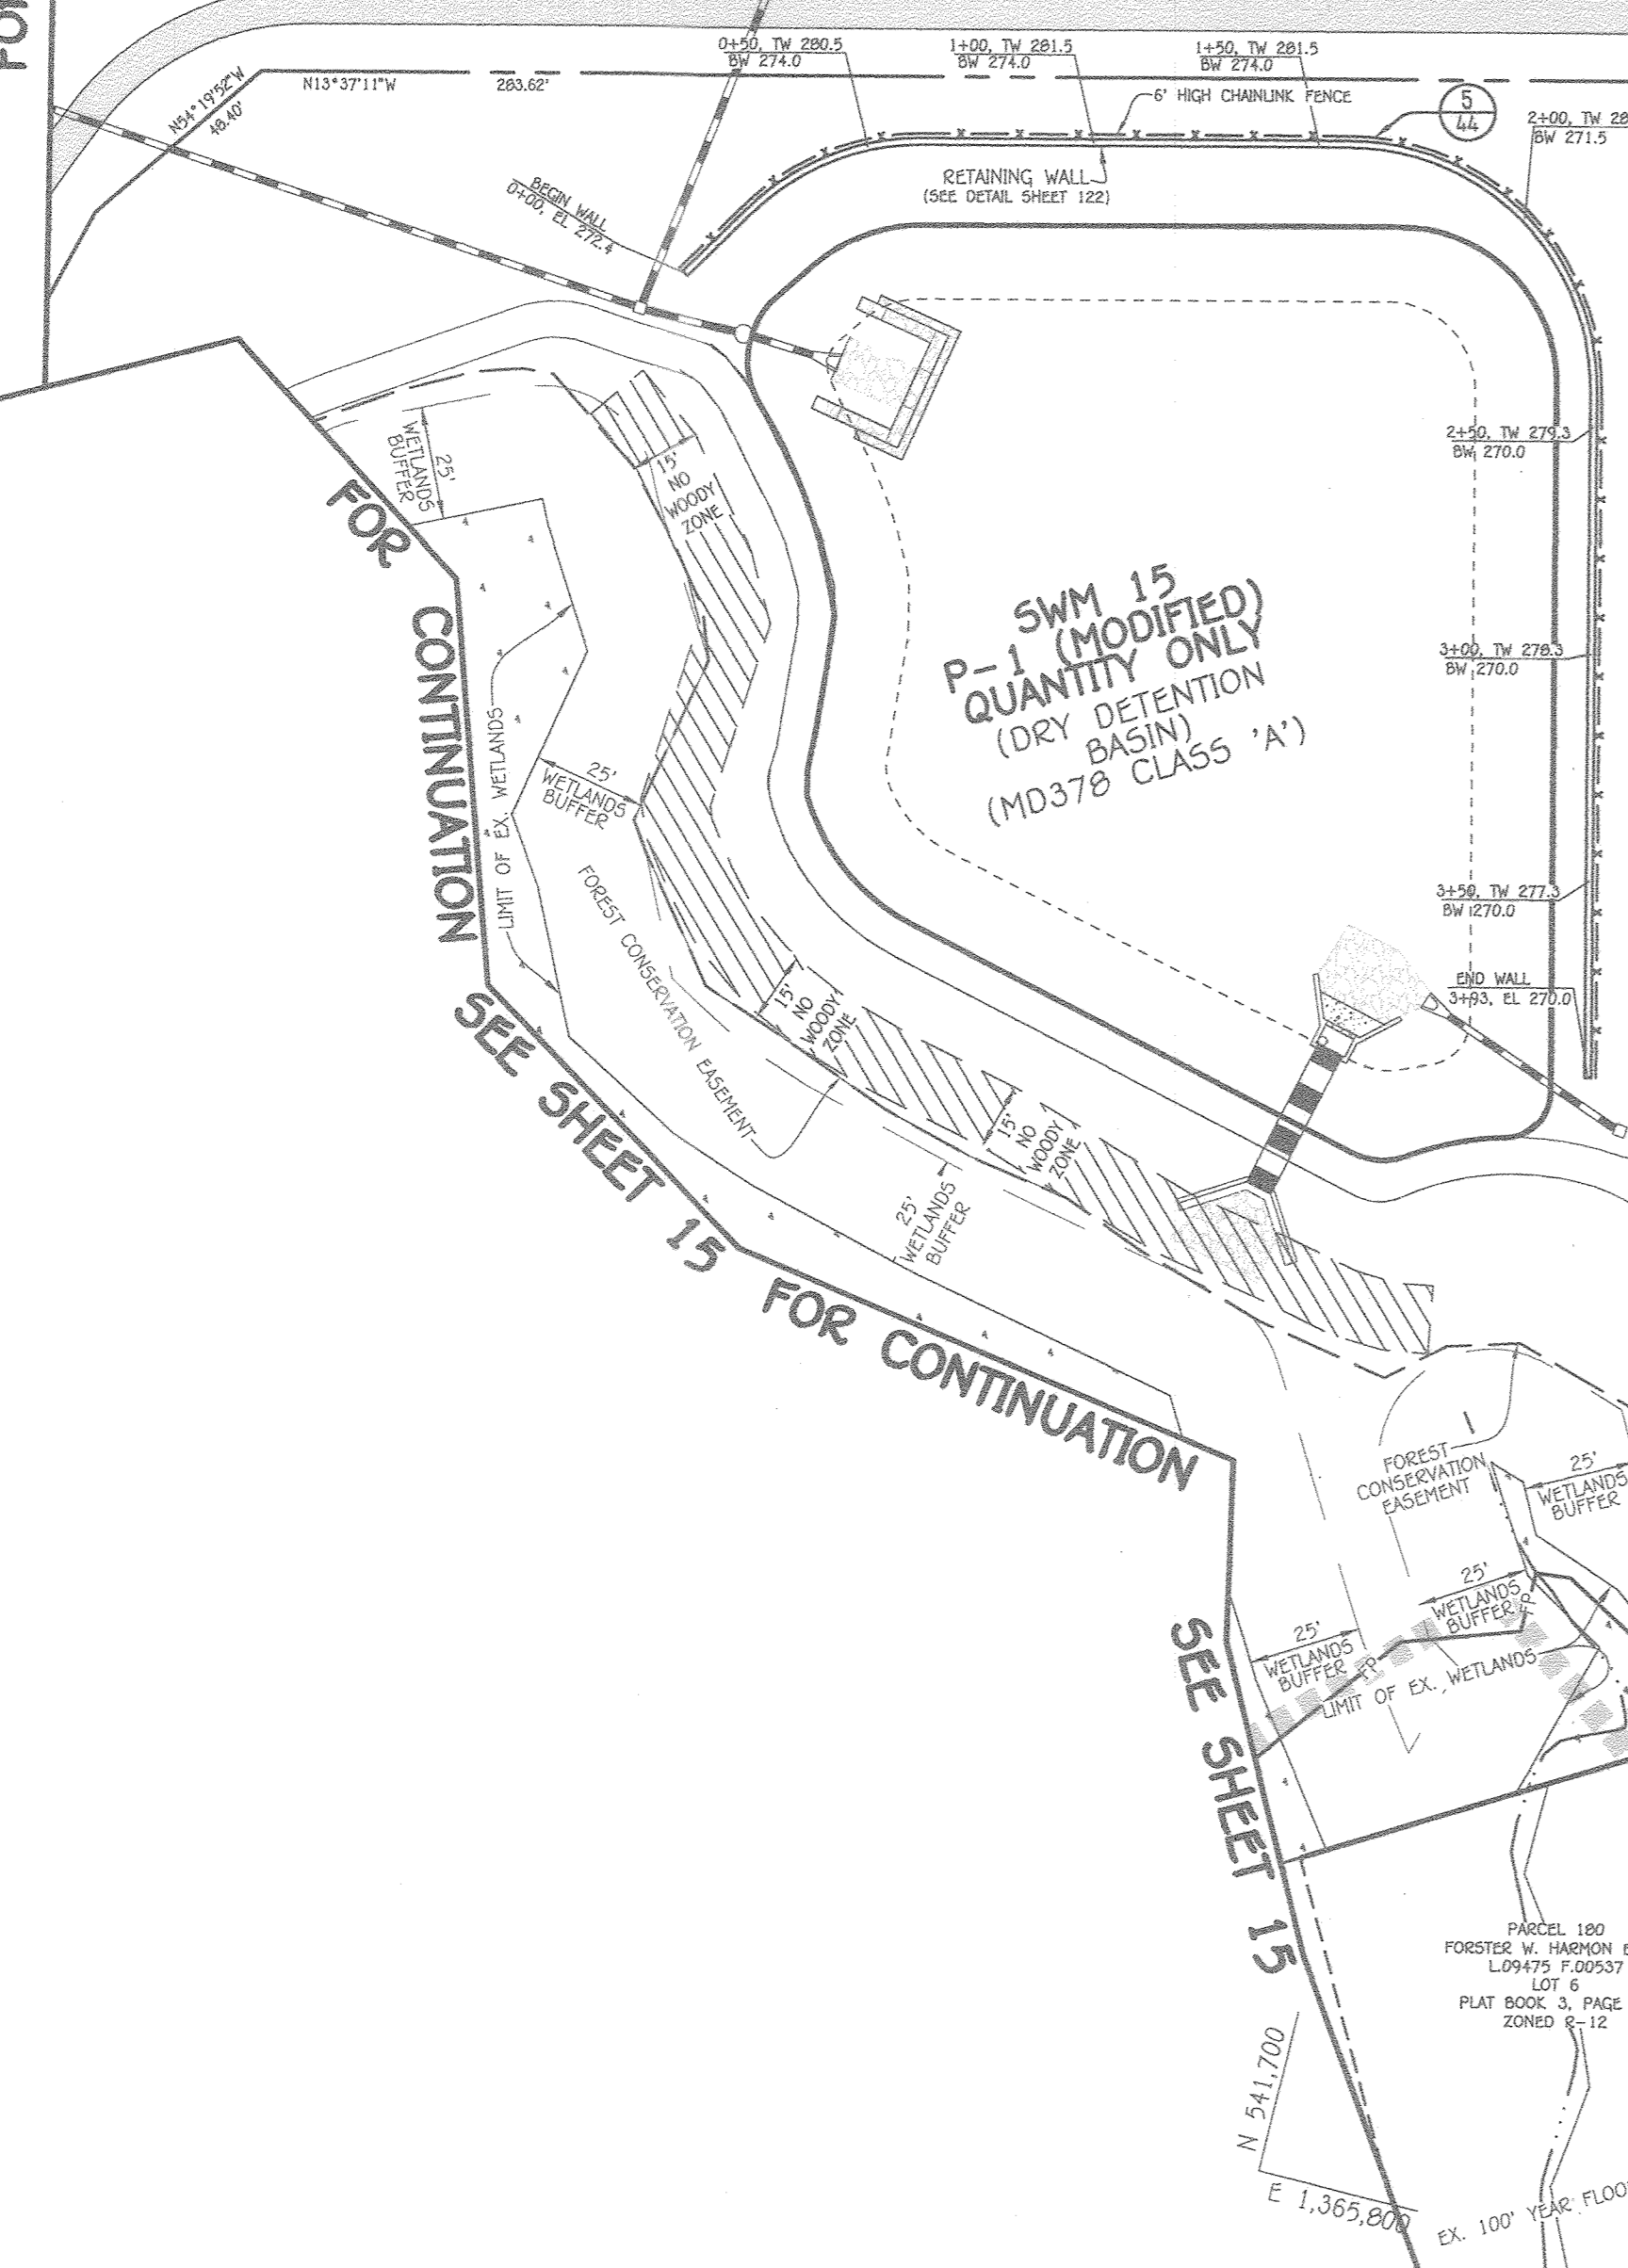 FOR
0+50, TW 280.5
BW 274.0
1+00, TW 281.5
BW 274.0
1+50, TW 281.5
BW 274.0
N54°19'52"W
48.40'
N13°37'11"W 283.62'
6' HIGH CHAINLINK FENCE
5
44
2+00, TW 28
BW 271.5
RETAINING WALL
(SEE DETAIL SHEET 122)
BEGIN WALL
0+00, EL 272.4
25'
WETLANDS
BUFFER
15'
NO
WOODY
ZONE
2+50, TW 279.3
BW 270.0
FOR CONTINUATION
SWM 15
P-1 (MODIFIED)
QUANTITY ONLY
(DRY DETENTION
BASIN)
(MD378 CLASS 'A')
3+00, TW 278.3
BW 270.0
LIMIT OF EX. WETLANDS
25'
WETLANDS
BUFFER
FOREST CONSERVATION EASEMENT
3+50, TW 277.3
BW 270.0
END WALL
3+93, EL 270.0
15'
NO
WOODY
ZONE
SEE SHEET 15 FOR CONTINUATION
15'
NO
WOODY
ZONE
25'
WETLANDS
BUFFER
FOREST
CONSERVATION
EASEMENT
25'
WETLANDS
BUFFER
25'
WETLANDS
BUFFER
FP
25'
WETLANDS
BUFFER
FP
LIMIT OF EX. WETLANDS
SEE SHEET 15
PARCEL 180
FORSTER W. HARMON
L.09475 F.00537
LOT 6
PLAT BOOK 3, PAGE
ZONED R-12
N 541,700
E 1,365,800
EX. 100' YEAR FLOO